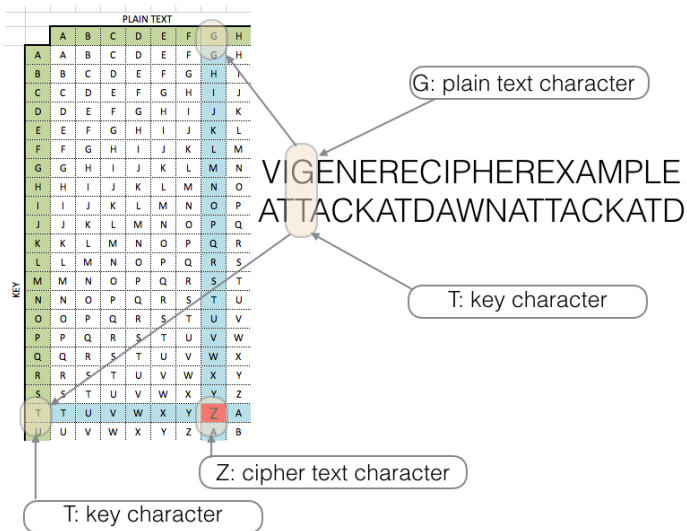 PLAIN TEXT
A B C D E F G H
A A B C D E F G H
B B C D E F G H I
C C D E F G H I J
D D E F G H I J K
E E F G H I J K L
F F G H I J K L M
G G H I J K L M N
H H I J K L M N O
I I J K L M N O P
J J K L M N O P Q
K K L M N O P Q R
L L M N O P Q R S
M M N O P Q R S T
N N O P Q R S T U
O O P Q R S T U V
P P Q R S T U V W
Q Q R S T U V W X
R R S T U V W X Y
S S T U V W X Y Z
T T U V W X Y Z A
U U V W X Y Z A B
KEY
G: plain text character
VIGENERECIPHEREXAMPLE
ATTACKATDAWNATTACKATD
T: key character
Z: cipher text character
T: key character